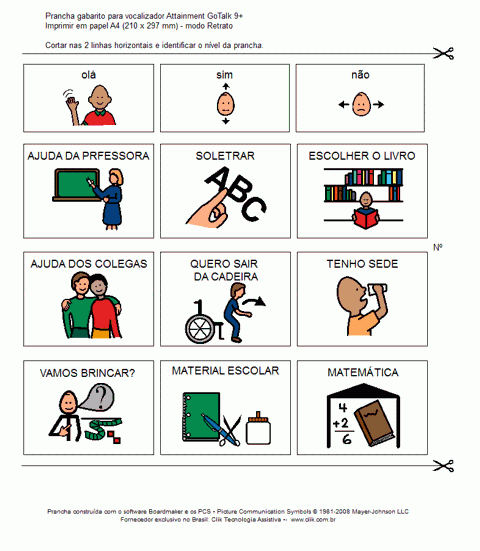 Prancha gabarito para vocalizador Attainment GoTalk 9+
Imprimir em papel A4 (210 x 297 mm) - modo Retrato
Cortar nas 2 linhas horizontais e identificar o nível da prancha.
olá sim não
AJUDA DA PRFESSORA SOLETRAR ESCOLHER O LIVRO
ABC
Nº
AJUDA DOS COLEGAS QUERO SAIR TENHO SEDE
DA CADEIRA
VAMOS BRINCAR? MATERIAL ESCOLAR MATEMÁTICA
?
4
+2
6
Prancha construída com o software Boardmaker e os PCS • Picture Communication Symbols © 1981-2008 Mayer-Johnson LLC
Fornecedor exclusivo no Brasil: Clik Tecnologia Assistiva •- www.clik.com.br